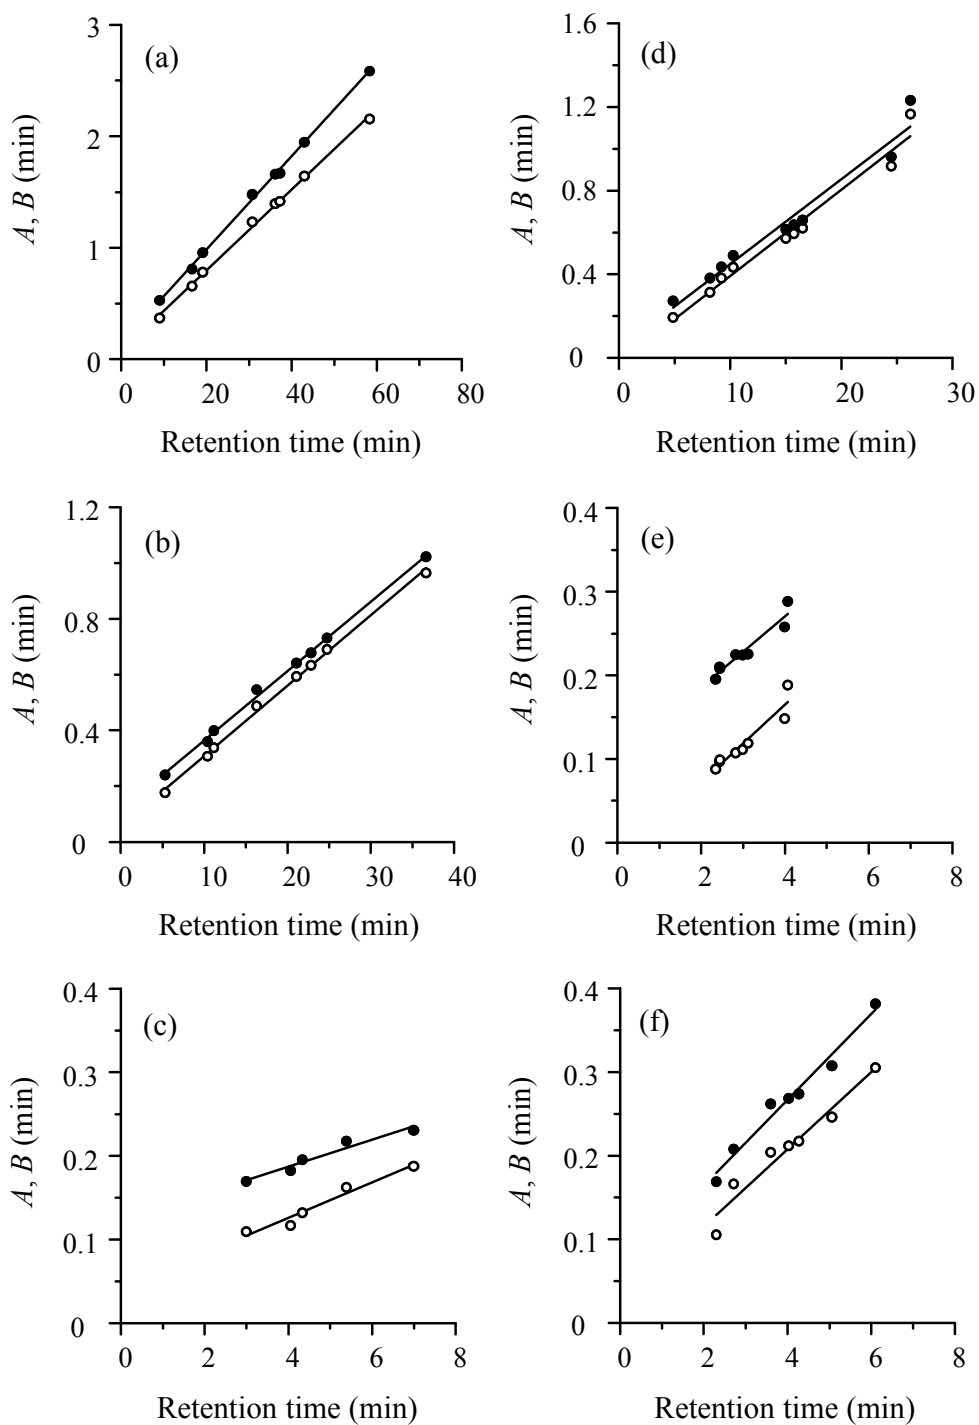 (a)
A, B (min)
3
2
1
0
0 20 40 60 80
Retention time (min)
(d)
A, B (min)
1.6
1.2
0.8
0.4
0
0 10 20 30
Retention time (min)
(b)
A, B (min)
1.2
0.8
0.4
0
0 10 20 30 40
Retention time (min)
(e)
A, B (min)
0.4
0.3
0.2
0.1
0
0 2 4 6 8
Retention time (min)
(c)
A, B (min)
0.4
0.3
0.2
0.1
0
0 2 4 6 8
Retention time (min)
(f)
A, B (min)
0.4
0.3
0.2
0.1
0
0 2 4 6 8
Retention time (min)